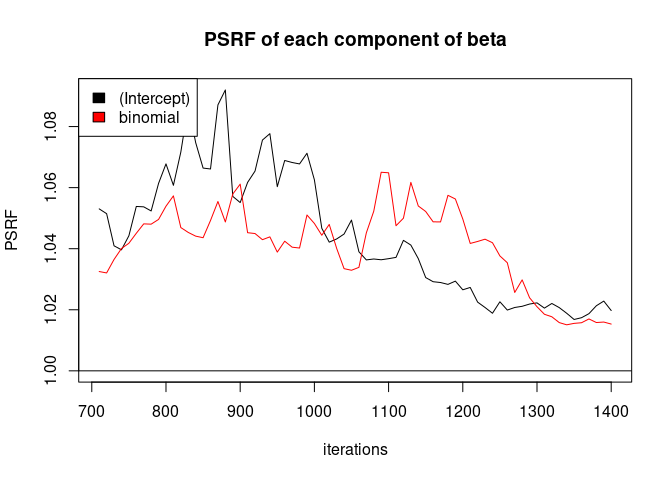 PSRF of each component of beta
(Intercept)
binomial
PSRF
1.08
1.06
1.04
1.02
1.00
700 800 900 1000 1100 1200 1300 1400
iterations